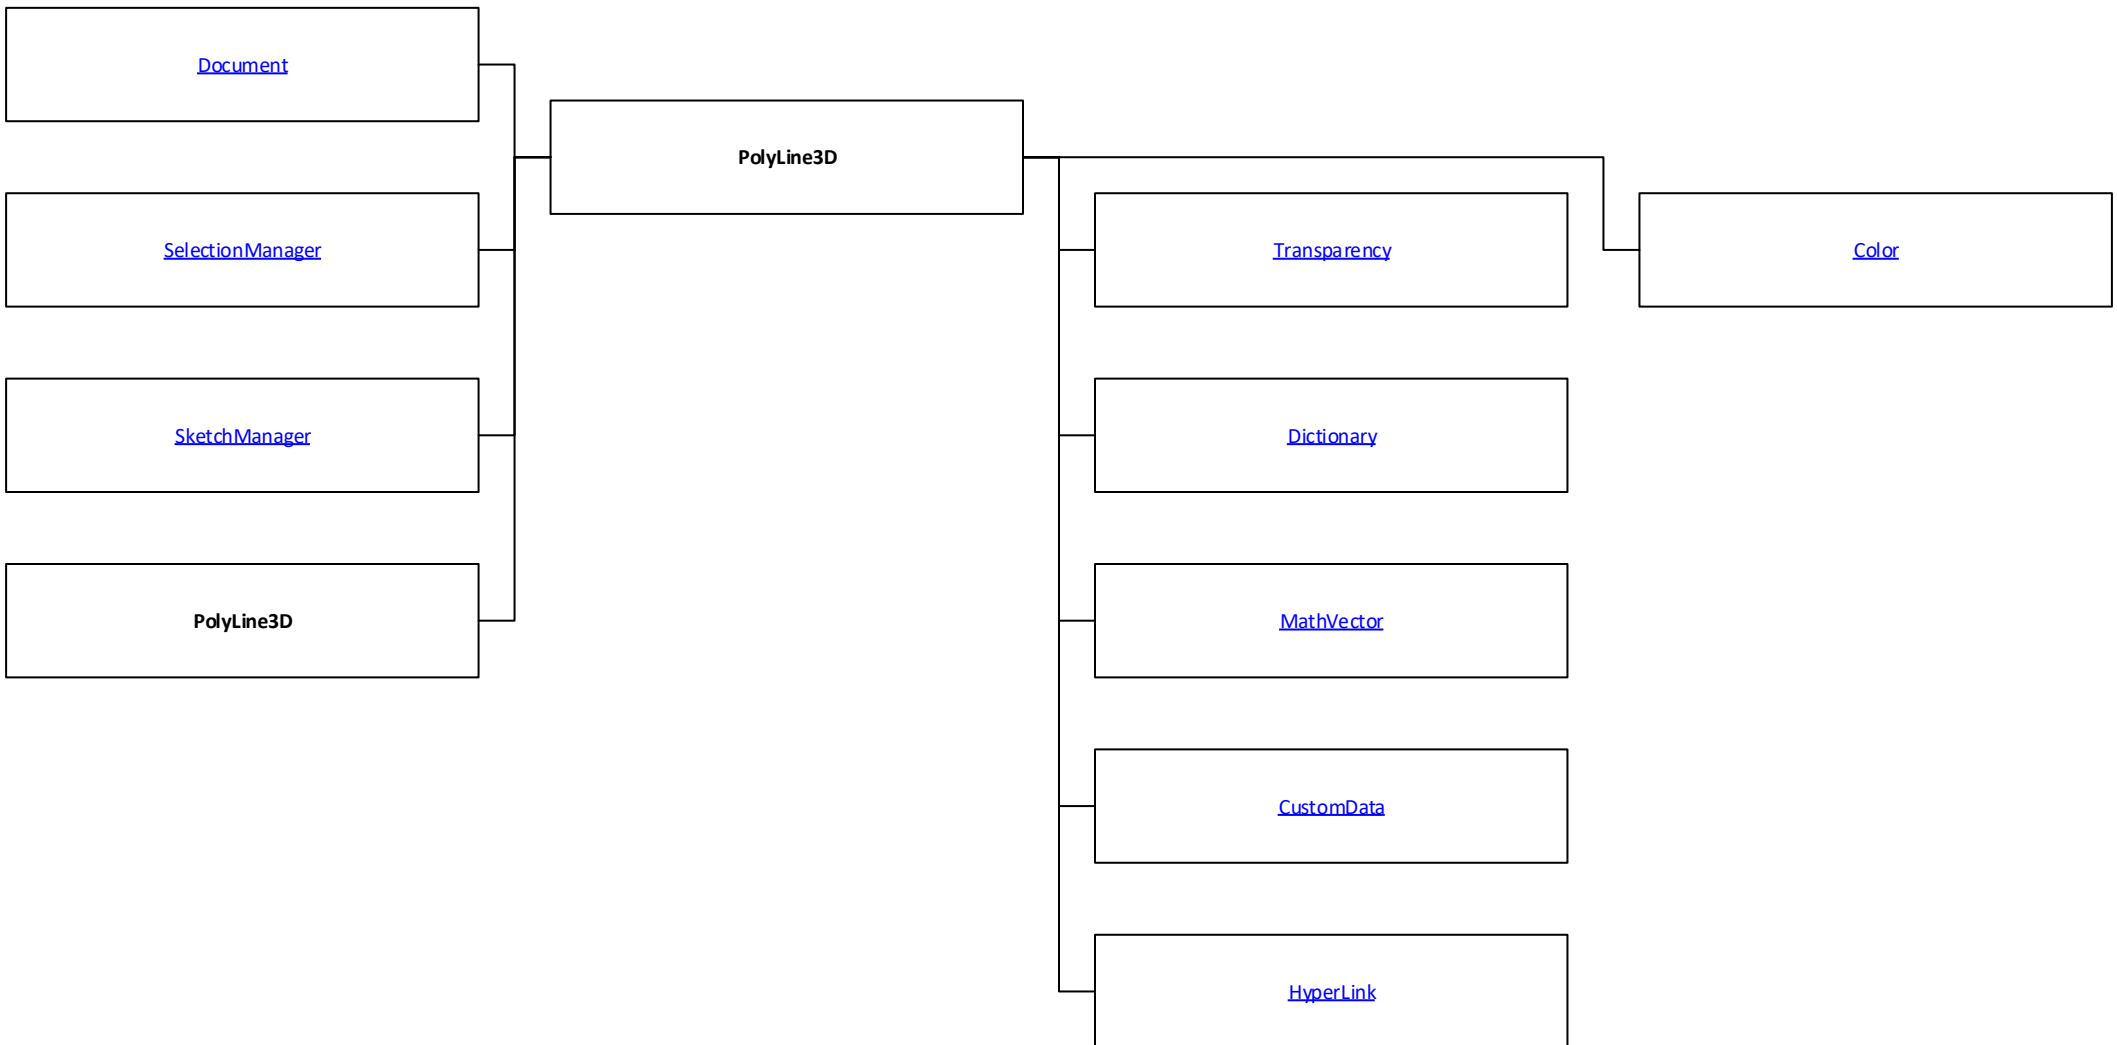 Document
PolyLine3D
SelectionManager
Transparency
Color
SketchManager
Dictionary
PolyLine3D
MathVector
CustomData
HyperLink